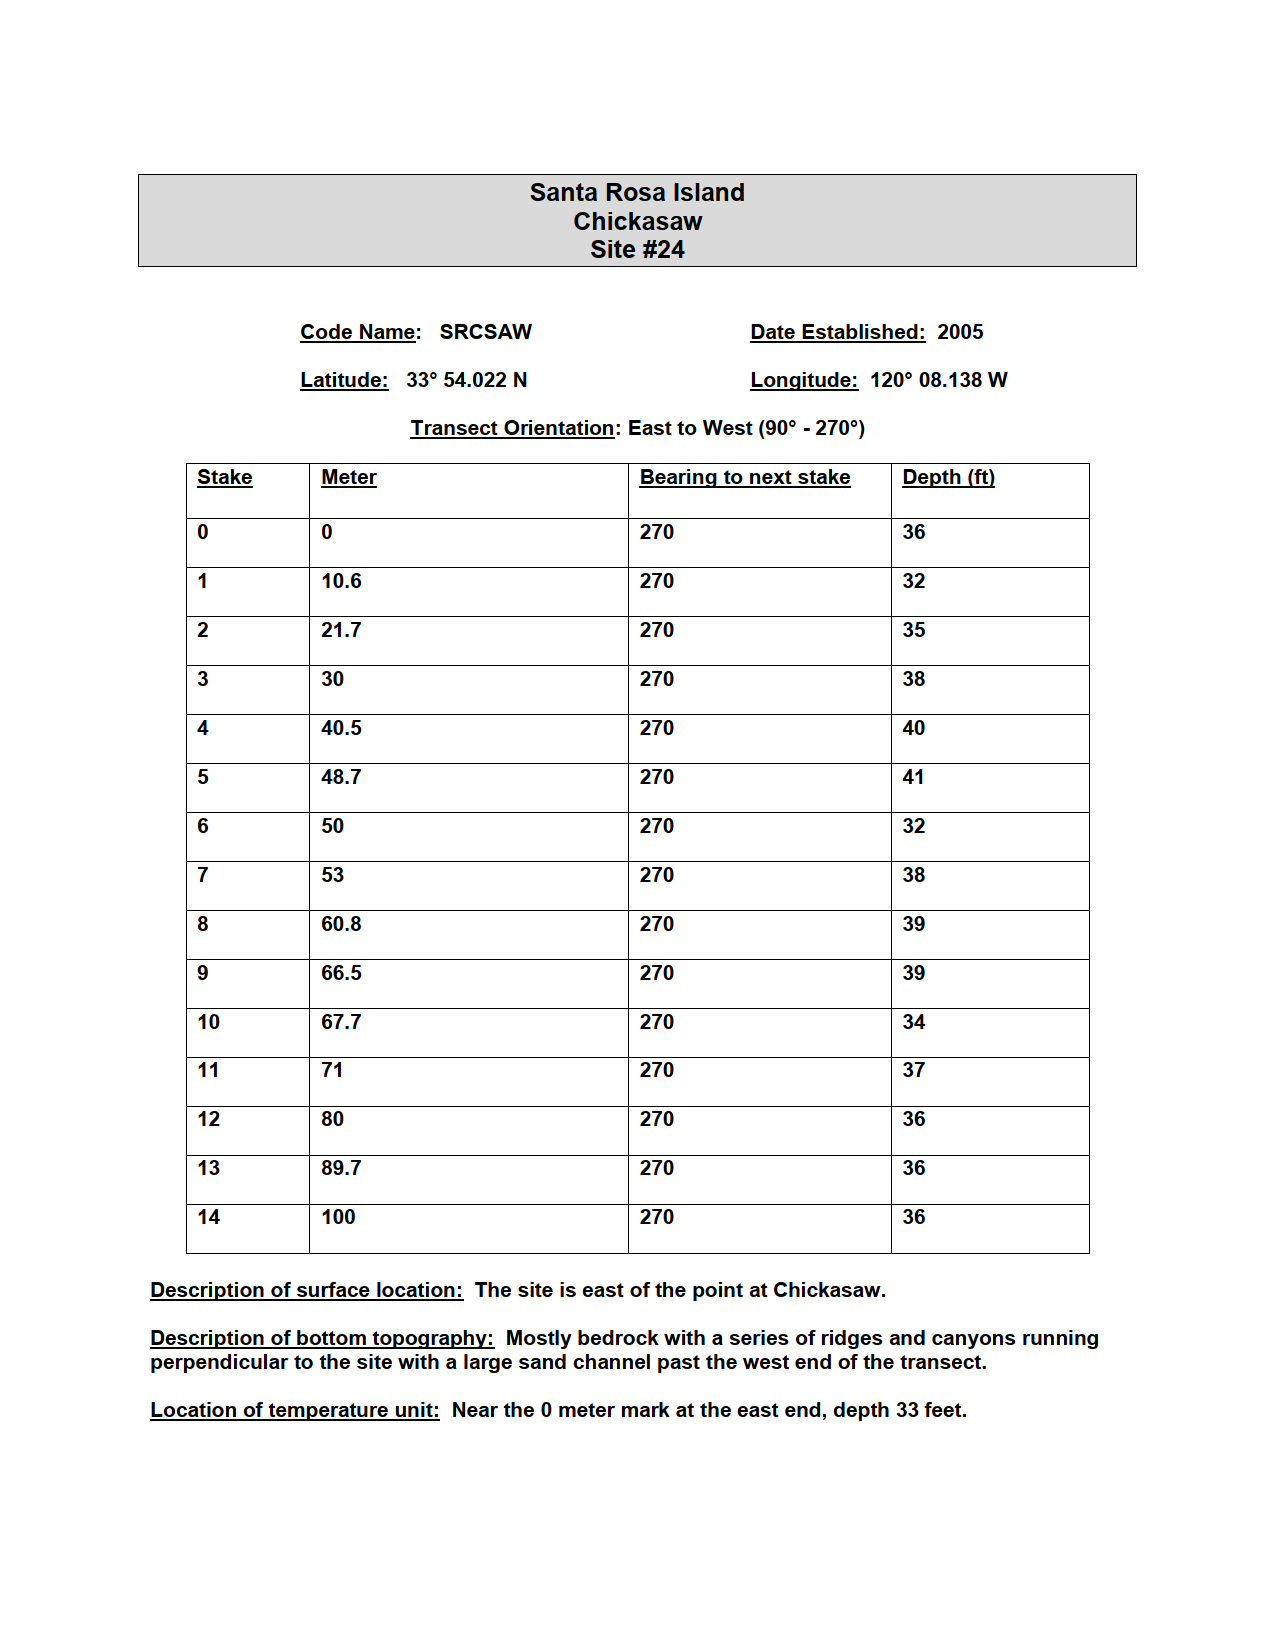 Santa Rosa Island
Chickasaw
Site #24
Code Name: SRCSAW Date Established: 2005
Latitude: 33° 54.022 N Longitude: 120° 08.138 W
Transect Orientation: East to West (90° - 270°)
Stake Meter Bearing to next stake Depth (ft)
0 0 270 36
1 10.6 270 32
2 21.7 270 35
3 30 270 38
4 40.5 270 40
5 48.7 270 41
6 50 270 32
7 53 270 38
8 60.8 270 39
9 66.5 270 39
10 67.7 270 34
11 71 270 37
12 80 270 36
13 89.7 270 36
14 100 270 36
Description of surface location: The site is east of the point at Chickasaw.
Description of bottom topography: Mostly bedrock with a series of ridges and canyons running
perpendicular to the site with a large sand channel past the west end of the transect.
Location of temperature unit: Near the 0 meter mark at the east end, depth 33 feet.